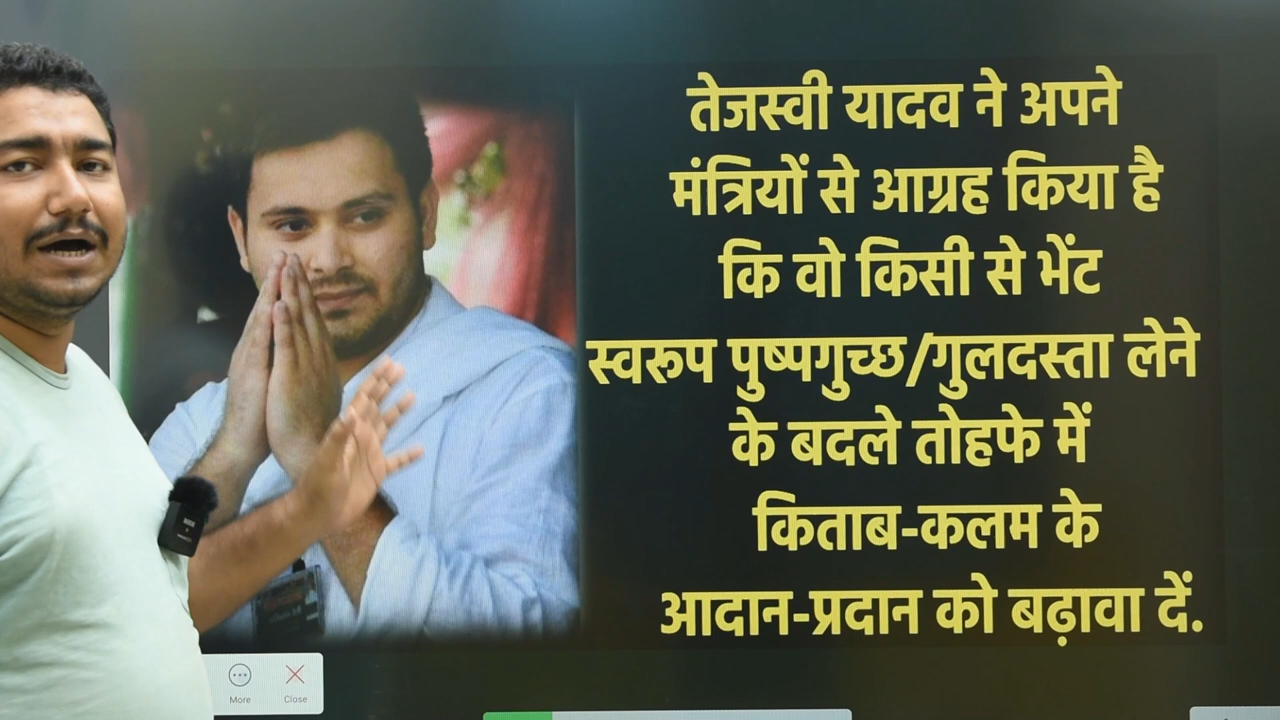 तेजस्वी यादव ने अपने
मंत्रियों से आग्रह किया है
कि वो किसी से भेंट
स्वरूप पुष्पगुच्छ/गुलदस्ता लेने
के बदले तोहफे में
किताब-कलम के
आदान-प्रदान को बढ़ावा दें.
More
Close